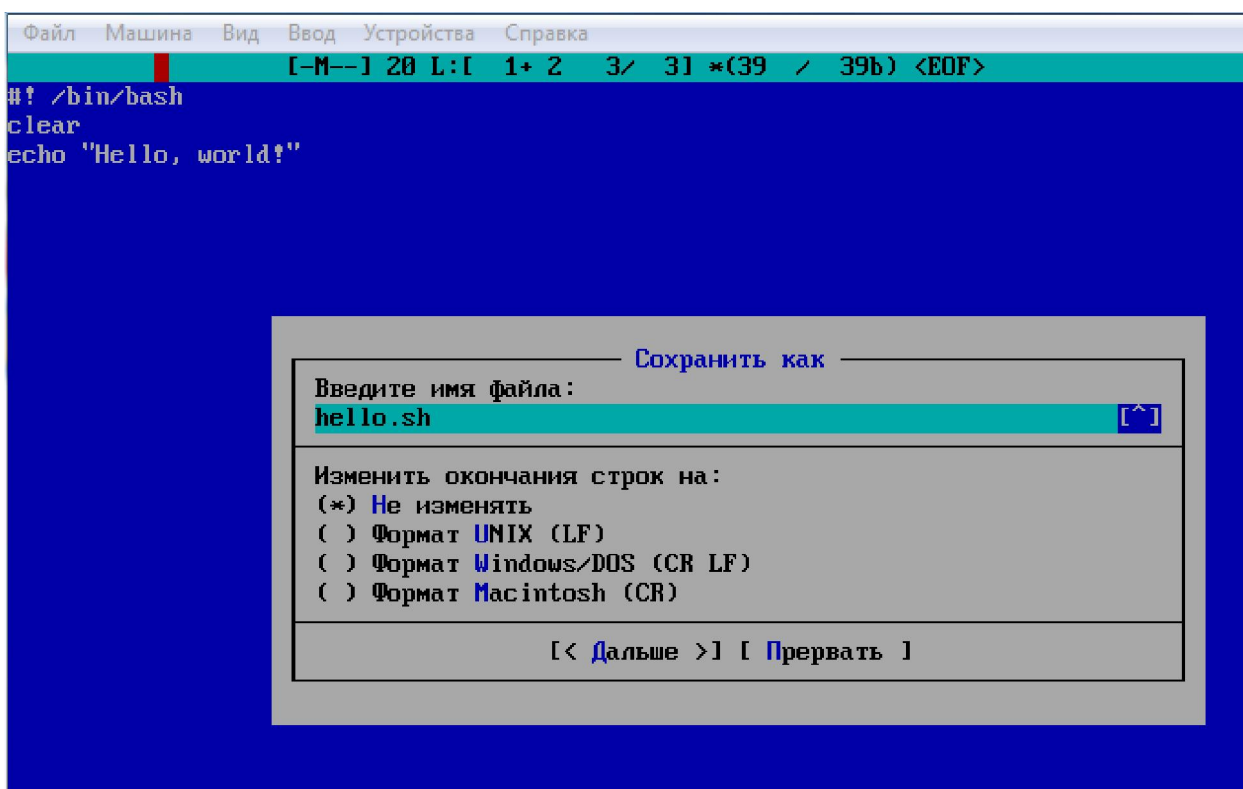 Файл Машина Вид Ввод Устройства Справка
[-M--] 20 L:[ 1+ 2 3/ 3] *(39 / 39b) <EOF>
#! /bin/bash
clear
echo "Hello, world!"
Сохранить как
Введите имя файла:
hello.sh [^]
Изменить окончания строк на:
(*) Не изменять
( ) Формат UNIX (LF)
( ) Формат Windows/DOS (CR LF)
( ) Формат Macintosh (CR)
[< Дальше >] [ Прервать ]